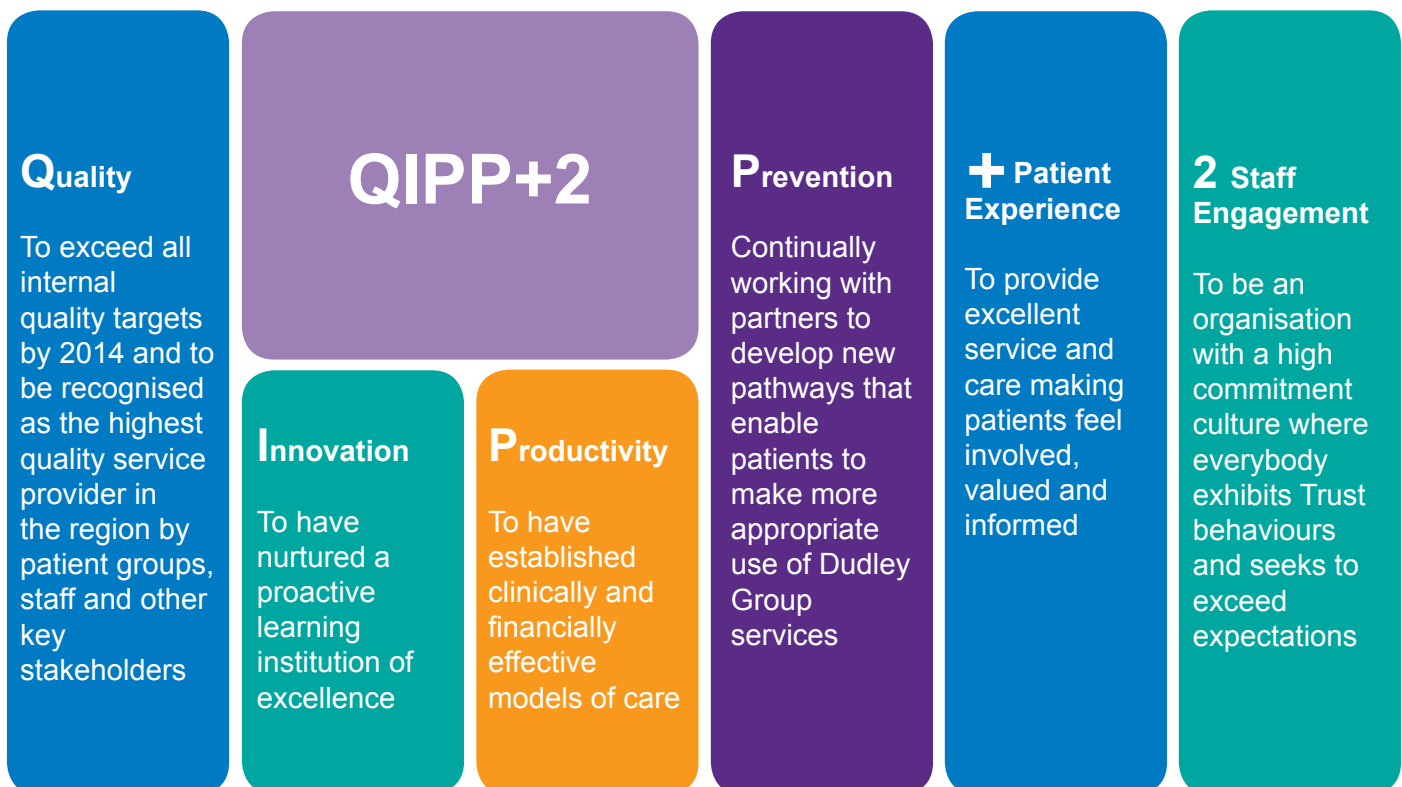 Quality
To exceed all
internal
quality targets
by 2014 and to
be recognised
as the highest
quality service
provider in
the region by
patient groups,
staff and other
key
stakeholders
QIPP+2
Innovation
To have
nurtured a
proactive
learning
institution of
excellence
Productivity
To have
established
clinically and
financially
effective
models of care
Prevention
Continually
working with
partners to
develop new
pathways that
enable
patients to
make more
appropriate
use of Dudley
Group
services
+ Patient
Experience
To provide
excellent
service and
care making
patients feel
involved,
valued and
informed
2 Staff
Engagement
To be an
organisation
with a high
commitment
culture where
everybody
exhibits Trust
behaviours
and seeks to
exceed
expectations